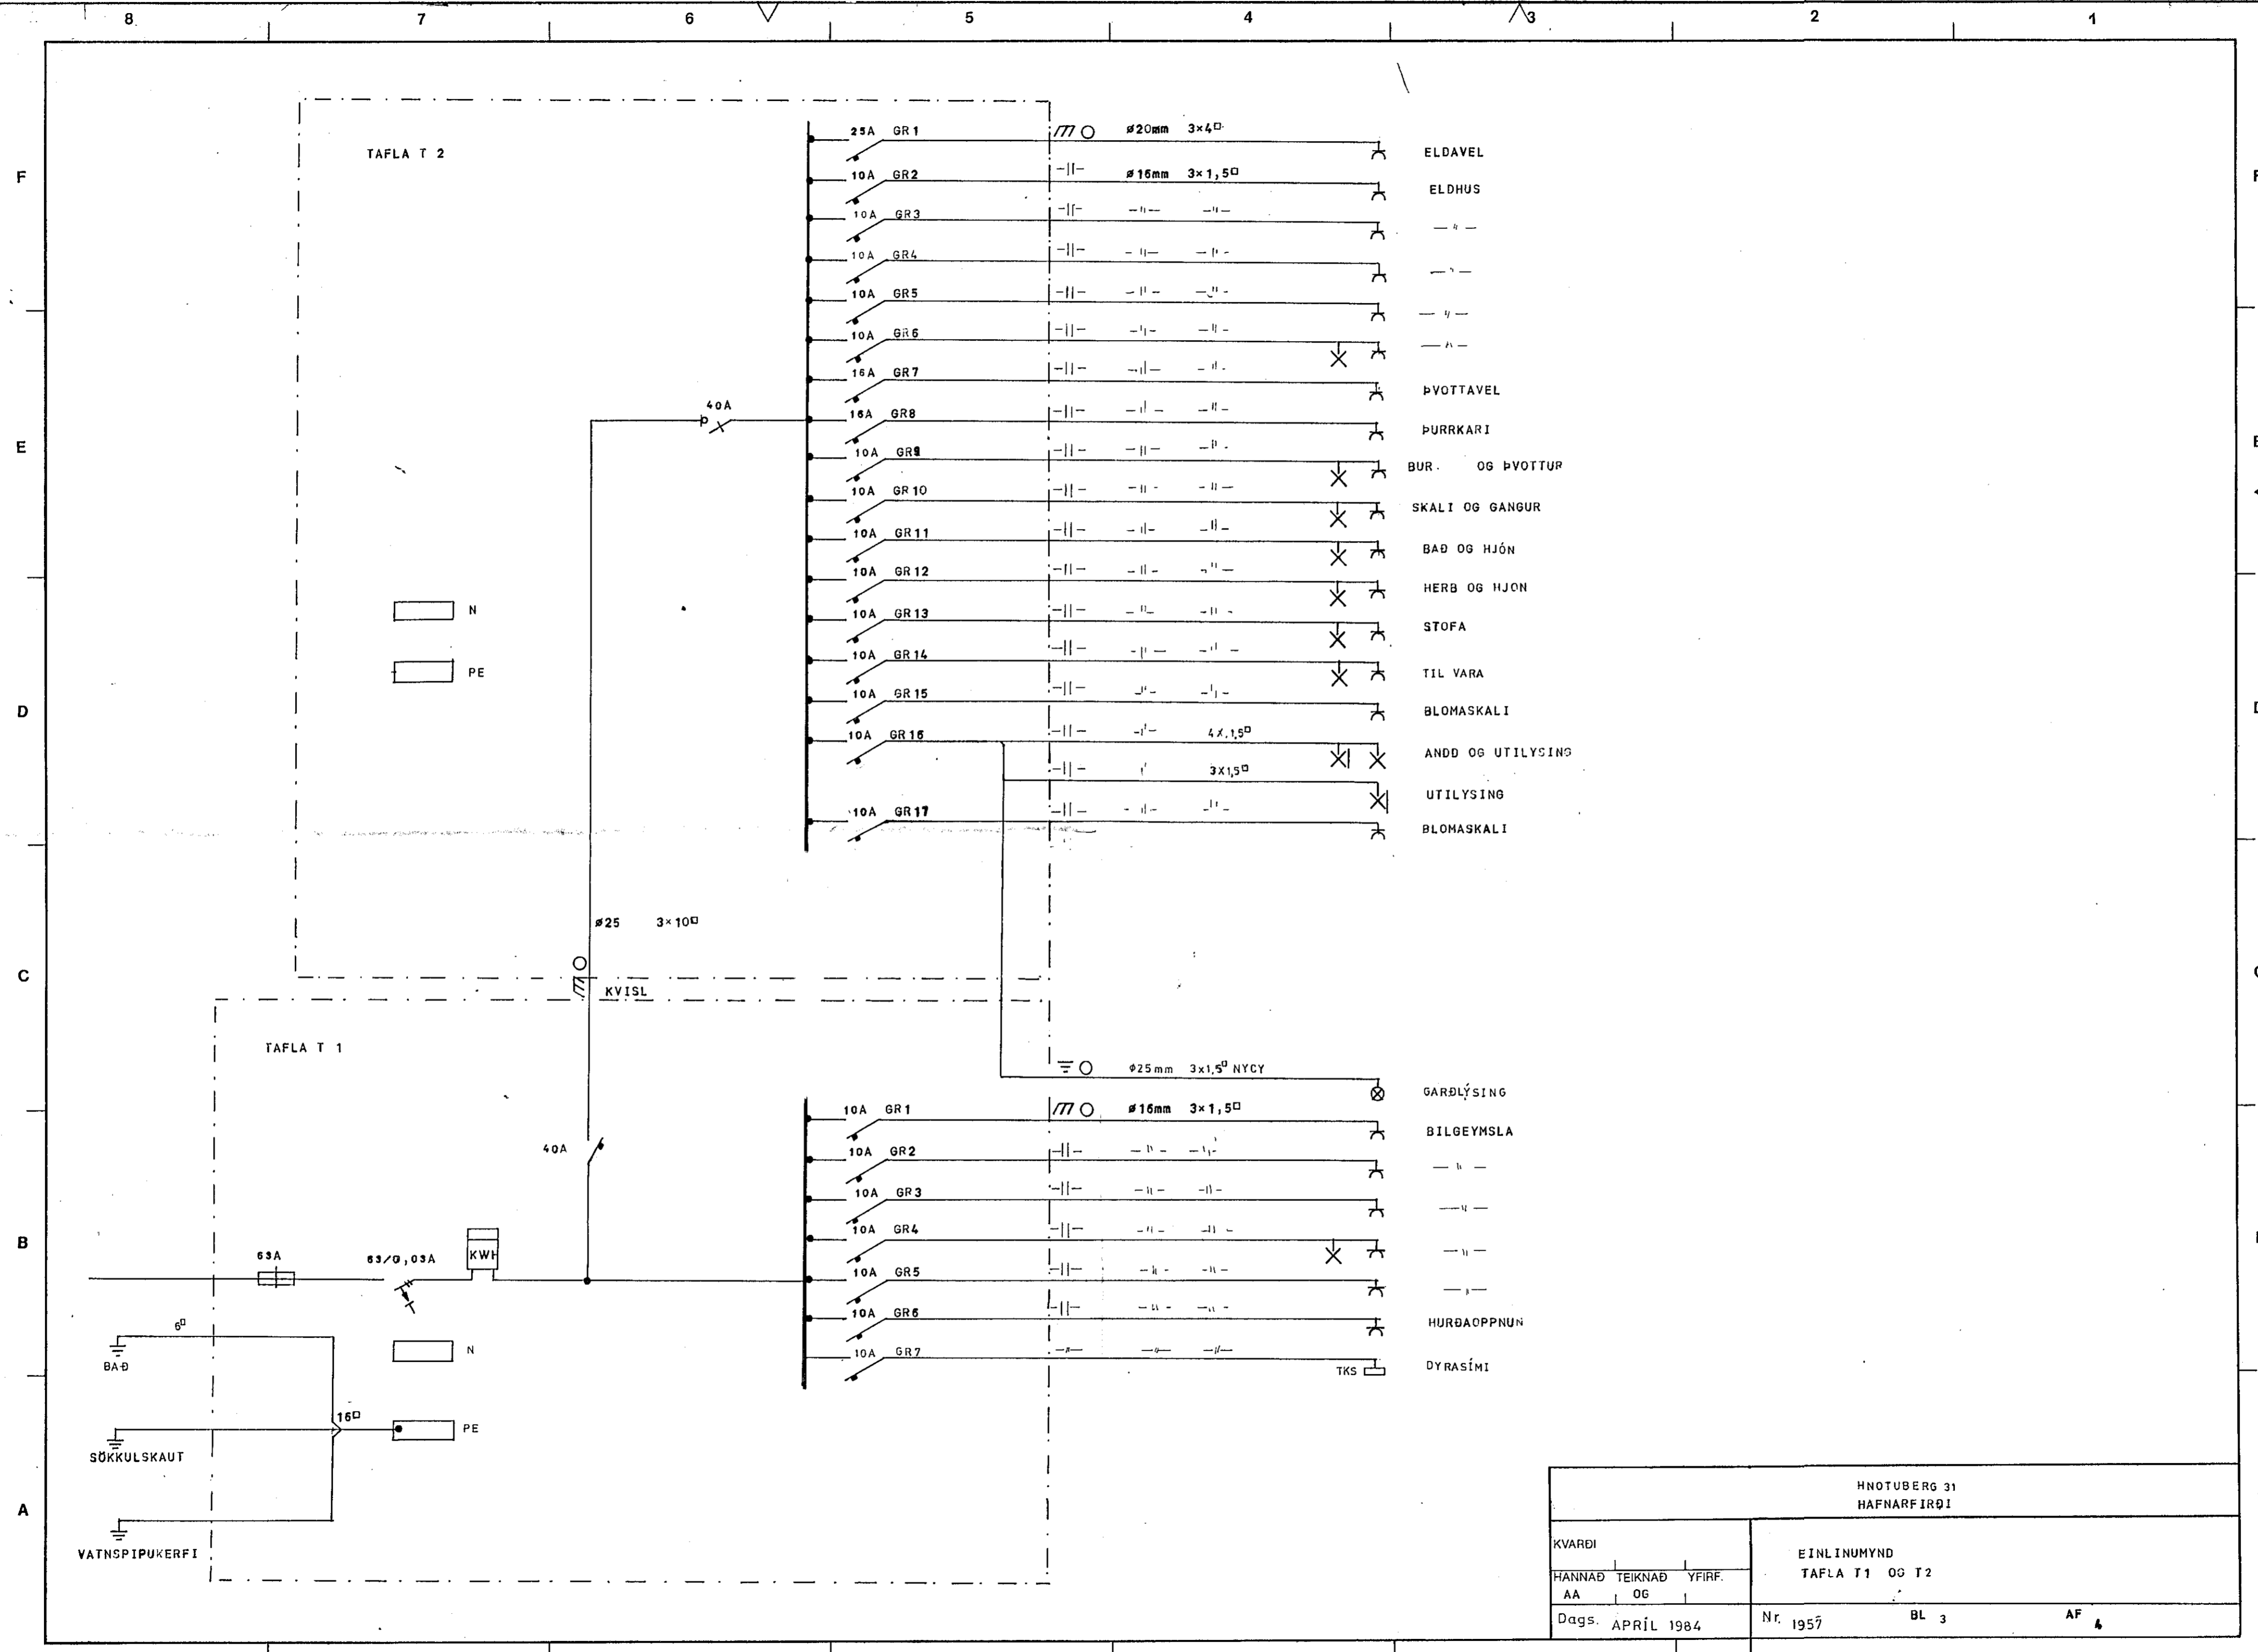 8 7 6 5 4 3 2 1
F
E
D
C
B
A
TAFLA T 2
25A GR1 ø20mm 3×4□ ELDAVEL
10A GR2 -||- ø16mm 3×1,5□ ELDHUS
10A GR3 -||- -"- -"- -"-
10A GR4 -||- -"- -"- -"-
10A GR5 -||- -"- -"- -"-
10A GR6 -||- -"- -"- -"-
16A GR7 -||- -"- -"- ÞVOTTAVEL
40A
16A GR8 -||- -"- -"- ÞURRKARI
10A GR9 -||- -"- -"- BUR. OG ÞVOTTUR
10A GR10 -||- -"- -"- SKALI OG GANGUR
10A GR11 -||- -"- -"- BAÐ OG HJÓN
10A GR12 -||- -"- -"- HERB OG HJON
N
10A GR13 -||- -"- -"- STOFA
10A GR14 -||- -"- -"- TIL VARA
PE
10A GR15 -||- -"- -"- BLOMASKALI
10A GR16 -||- -"- 4X1,5□ ANDD OG UTILYSING
-||- 3X1,5□ UTILYSING
10A GR17 -||- -"- -"- BLOMASKALI
ø25 3×10□
KVISL
TAFLA T 1
ø25mm 3x1,5□ NYCY GARÐLÝSING
10A GR1 ø16mm 3×1,5□ BILGEYMSLA
40A
10A GR2 -||- -"- -"- -"-
10A GR3 -||- -"- -"- -"-
10A GR4 -||- -"- -"- -"-
63A 63/0,03A KWH
10A GR5 -||- -"- -"- -"-
10A GR6 -||- -"- -"- HURÐAOPPNUN
10A GR7 -"- -"- -"- TKS DYRASÍMI
6□
BAÐ
N
16□
PE
SÖKKULSKAUT
VATNSPIPUKERFI
HNOTUBERG 31
HAFNARFIRÐI
KVARÐI
HANNAÐ TEIKNAÐ YFIRF.
AA OG
Dags. APRÍL 1984
EINLINUMYND
TAFLA T1 OG T2
Nr. 1957 BL 3 AF 4